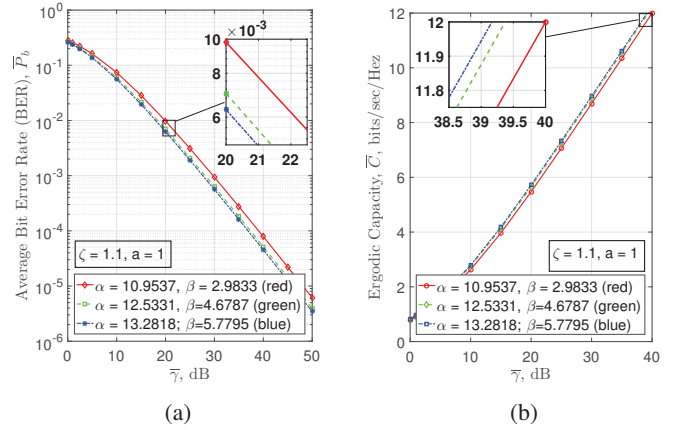 Average Bit Error Rate (BER), P̅_b
10^0
10^-1
10^-2
10^-3
10^-4
10^-5
10^-6
0 10 20 30 40 50
γ̅, dB
10 × 10^-3
8
6
20 21 22
ζ = 1.1, a = 1
α = 10.9537, β = 2.9833 (red)
α = 12.5331, β=4.6787 (green)
α = 13.2818; β=5.7795 (blue)
(a)
Ergodic Capacity, C̅, bits/sec/Hez
12
10
8
6
4
2
0
0 10 20 30 40
γ̅, dB
12
11.9
11.8
38.5 39 39.5 40
ζ = 1.1, a = 1
α = 10.9537, β = 2.9833 (red)
α = 12.5331, β=4.6787 (green)
α = 13.2818; β=5.7795 (blue)
(b)